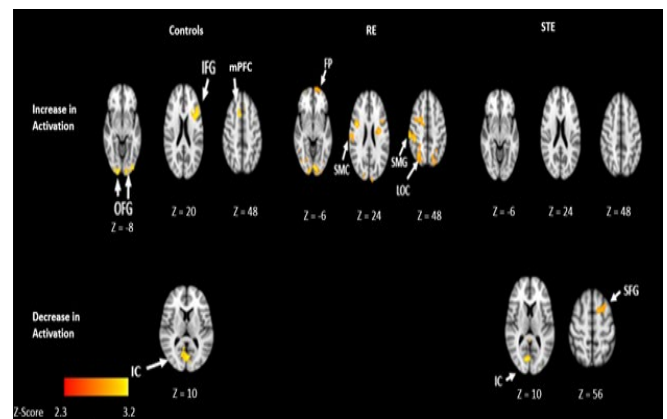 Controls
RE
STE
IFG
mPFC
FP
Increase in
Activation
SMC
SMG
LOC
OFG
Z = -8
Z = 20
Z = 48
Z = -6
Z = 24
Z = 48
Z = -6
Z = 24
Z = 48
Decrease in
Activation
SFG
IC
IC
Z = 10
Z = 10
Z = 56
Z-Score
2.3
3.2